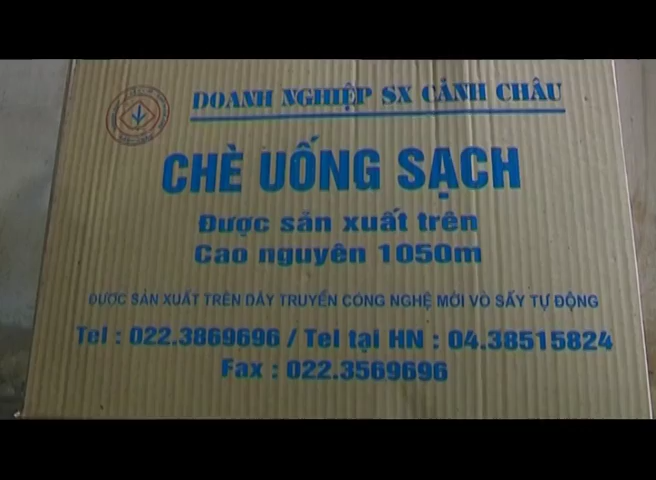 DOANH NGHIỆP SX CẢNH CHÂU
CHÈ UỐNG SẠCH
Được sản xuất trên
Cao nguyên 1050m
ĐƯỢC SẢN XUẤT TRÊN DÂY TRUYỀN CÔNG NGHỆ MỚI VÒ SẤY TỰ ĐỘNG
Tel : 022.3869696 / Tel tại HN : 04.38515824
Fax : 022.3569696